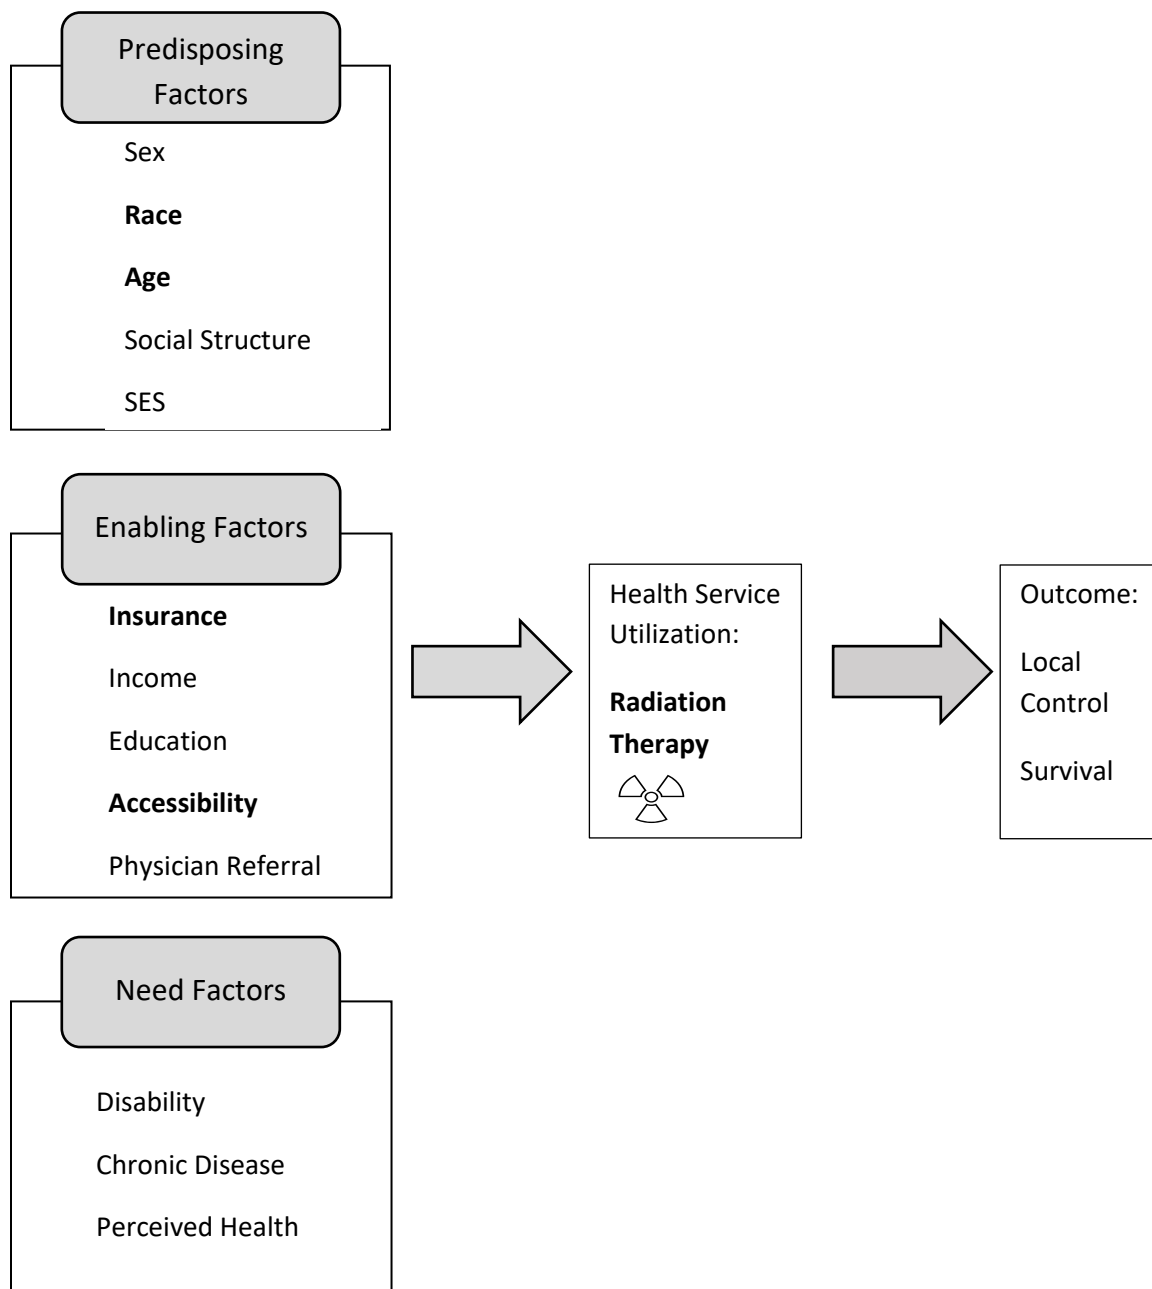 Predisposing
Factors
Sex
Race
Age
Social Structure
SES
Enabling Factors
Insurance
Income
Education
Accessibility
Physician Referral
Health Service
Utilization:
Radiation
Therapy
Outcome:
Local
Control
Survival
Need Factors
Disability
Chronic Disease
Perceived Health